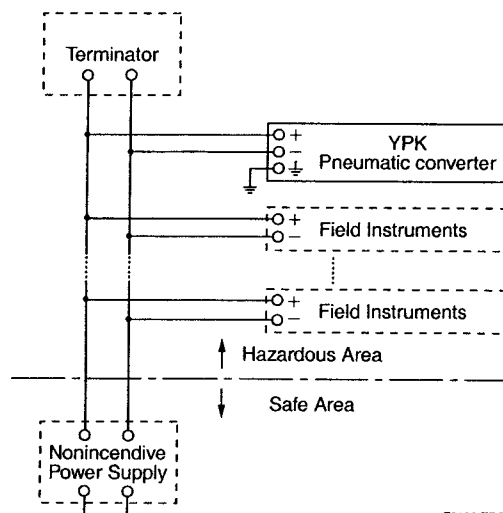 Terminator
+
YPK
−
Pneumatic converter
+
Field Instruments
−
+
Field Instruments
−
Hazardous Area
Safe Area
Nonincendive
Power Supply